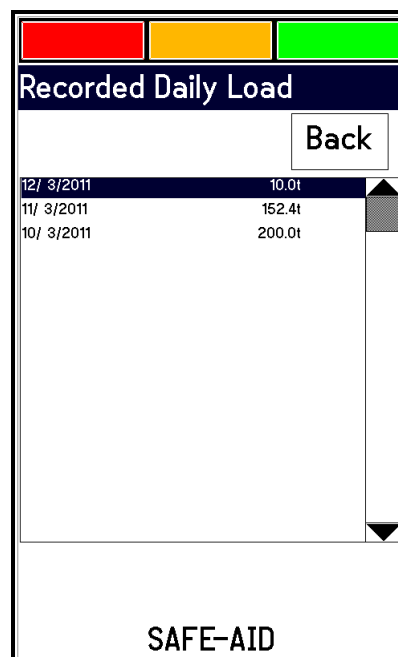 Recorded Daily Load
Back
12/ 3/2011 10.0t
11/ 3/2011 152.4t
10/ 3/2011 200.0t
SAFE-AID